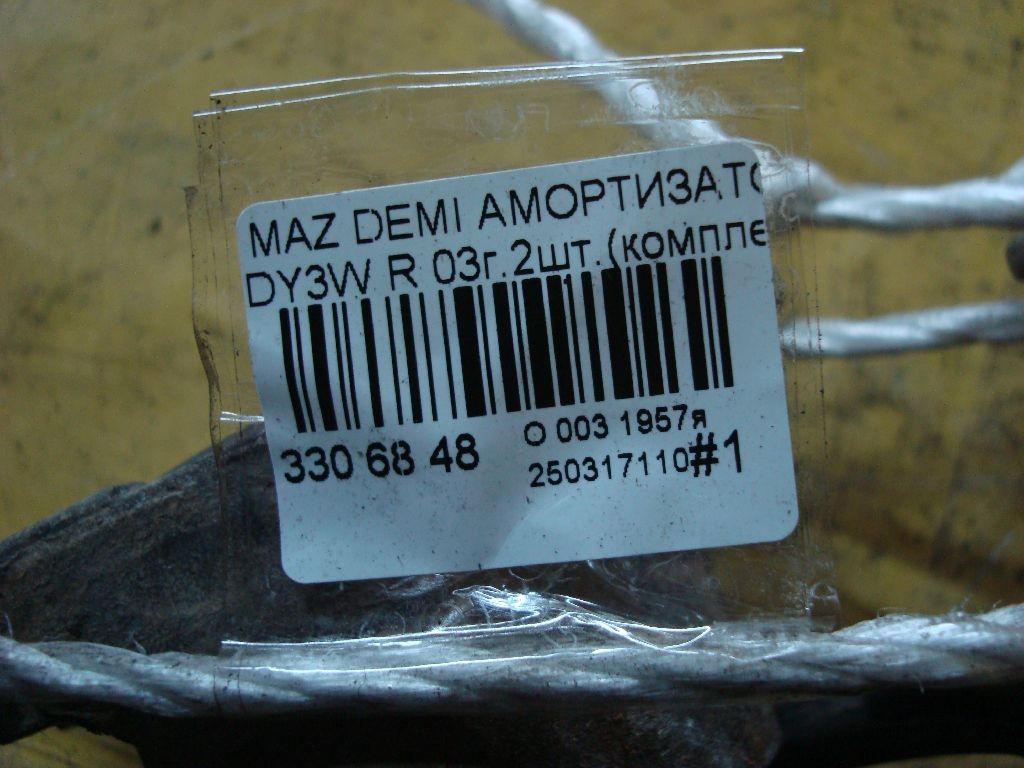 MAZ DEMI АМОРТИЗАТО
DY3W R 03г.2шт.(компле
330 68 48
О 003 1957я
250317110#1